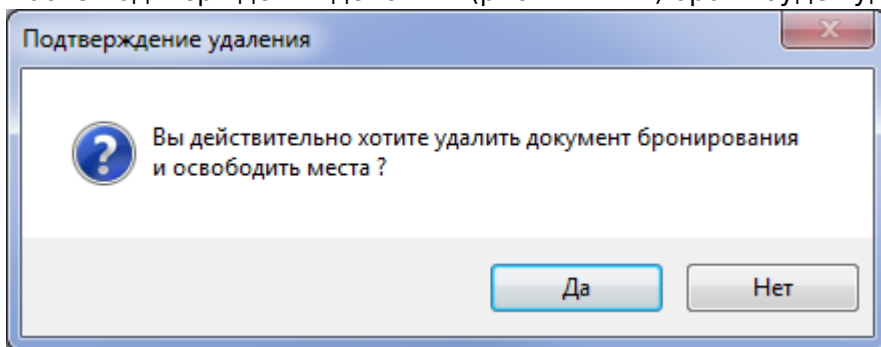 Подтверждение удаления
Вы действительно хотите удалить документ бронирования
и освободить места ?
Да
Нет